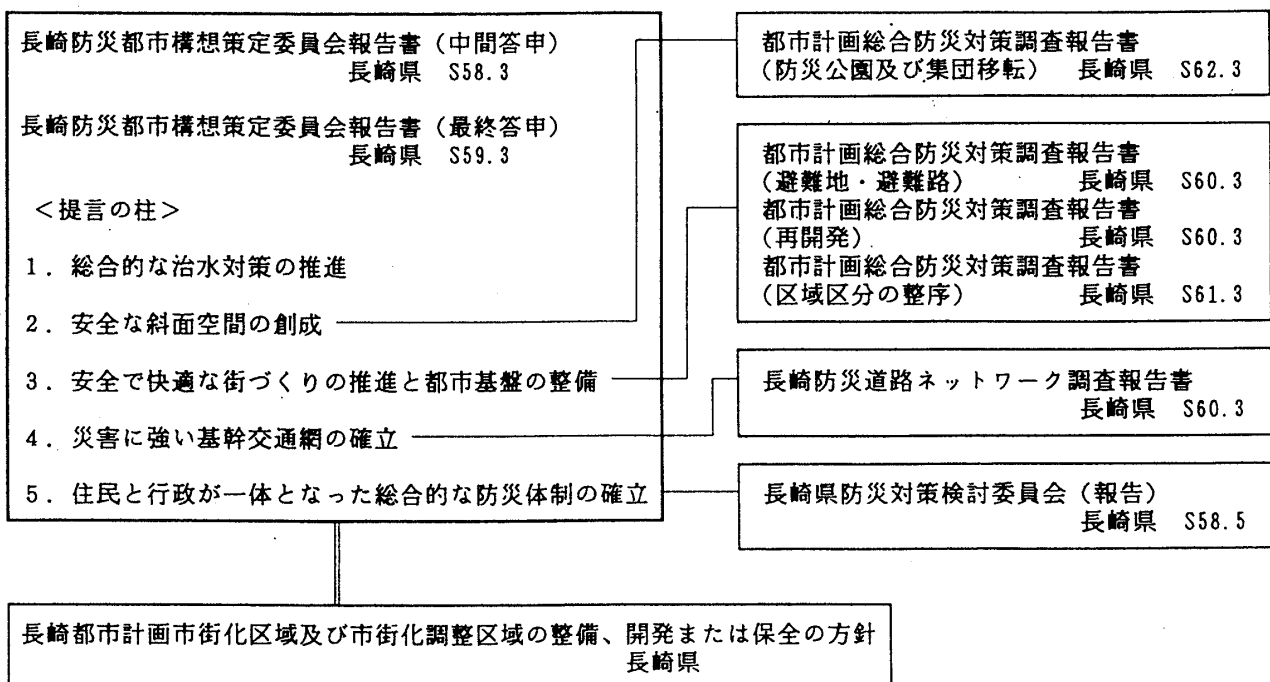 長崎防災都市構想策定委員会報告書（中間答申）
長崎県　S58.3
長崎防災都市構想策定委員会報告書（最終答申）
長崎県　S59.3
＜提言の柱＞
1．総合的な治水対策の推進
2．安全な斜面空間の創成
3．安全で快適な街づくりの推進と都市基盤の整備
4．災害に強い基幹交通網の確立
5．住民と行政が一体となった総合的な防災体制の確立
都市計画総合防災対策調査報告書
(防災公園及び集団移転)　長崎県　S62.3
都市計画総合防災対策調査報告書
(避難地・避難路)　長崎県　S60.3
都市計画総合防災対策調査報告書
(再開発)　長崎県　S60.3
都市計画総合防災対策調査報告書
(区域区分の整序)　長崎県　S61.3
長崎防災道路ネットワーク調査報告書
長崎県　S60.3
長崎県防災対策検討委員会（報告）
長崎県　S58.5
長崎都市計画市街化区域及び市街化調整区域の整備、開発または保全の方針
長崎県